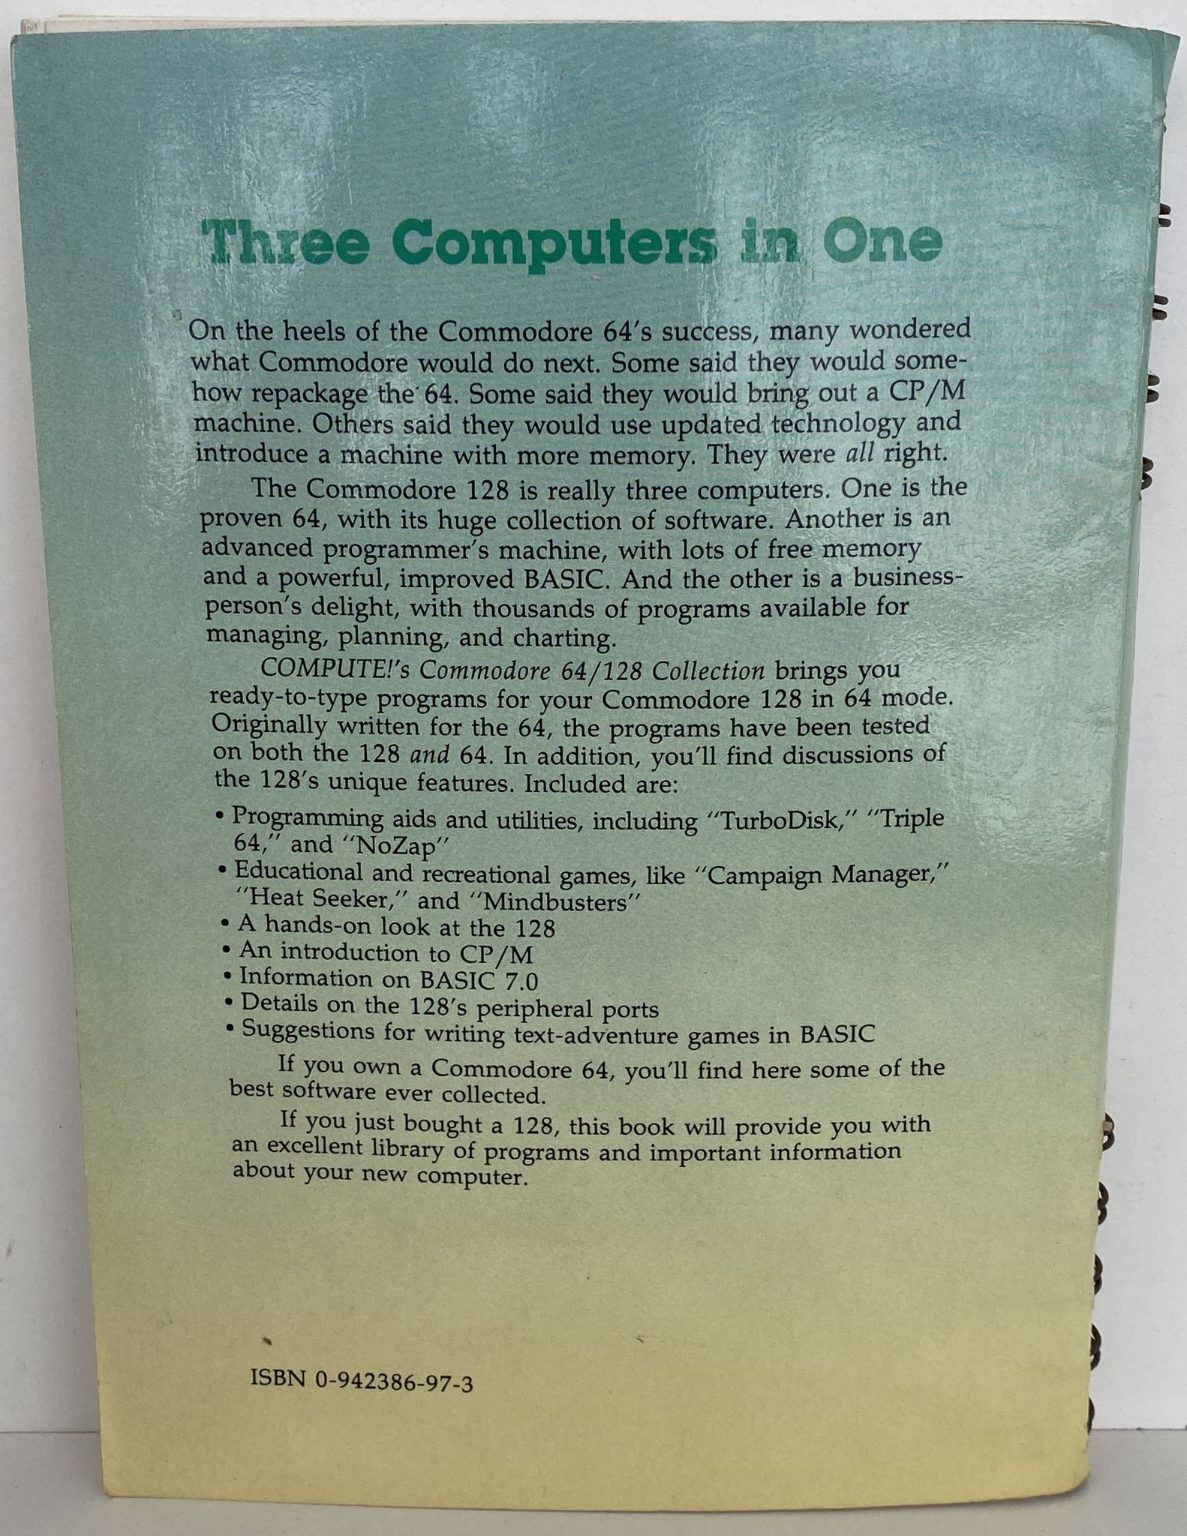 Three Computers in One
On the heels of the Commodore 64's success, many wondered
what Commodore would do next. Some said they would some-
how repackage the 64. Some said they would bring out a CP/M
machine. Others said they would use updated technology and
introduce a machine with more memory. They were all right.
The Commodore 128 is really three computers. One is the
proven 64, with its huge collection of software. Another is an
advanced programmer's machine, with lots of free memory
and a powerful, improved BASIC. And the other is a business-
person's delight, with thousands of programs available for
managing, planning, and charting.
COMPUTE!'s Commodore 64/128 Collection brings you
ready-to-type programs for your Commodore 128 in 64 mode.
Originally written for the 64, the programs have been tested
on both the 128 and 64. In addition, you'll find discussions of
the 128's unique features. Included are:
• Programming aids and utilities, including "TurboDisk," "Triple
64," and "NoZap"
• Educational and recreational games, like "Campaign Manager,"
"Heat Seeker," and "Mindbusters"
• A hands-on look at the 128
• An introduction to CP/M
• Information on BASIC 7.0
• Details on the 128's peripheral ports
• Suggestions for writing text-adventure games in BASIC
If you own a Commodore 64, you'll find here some of the
best software ever collected.
If you just bought a 128, this book will provide you with
an excellent library of programs and important information
about your new computer.
ISBN 0-942386-97-3